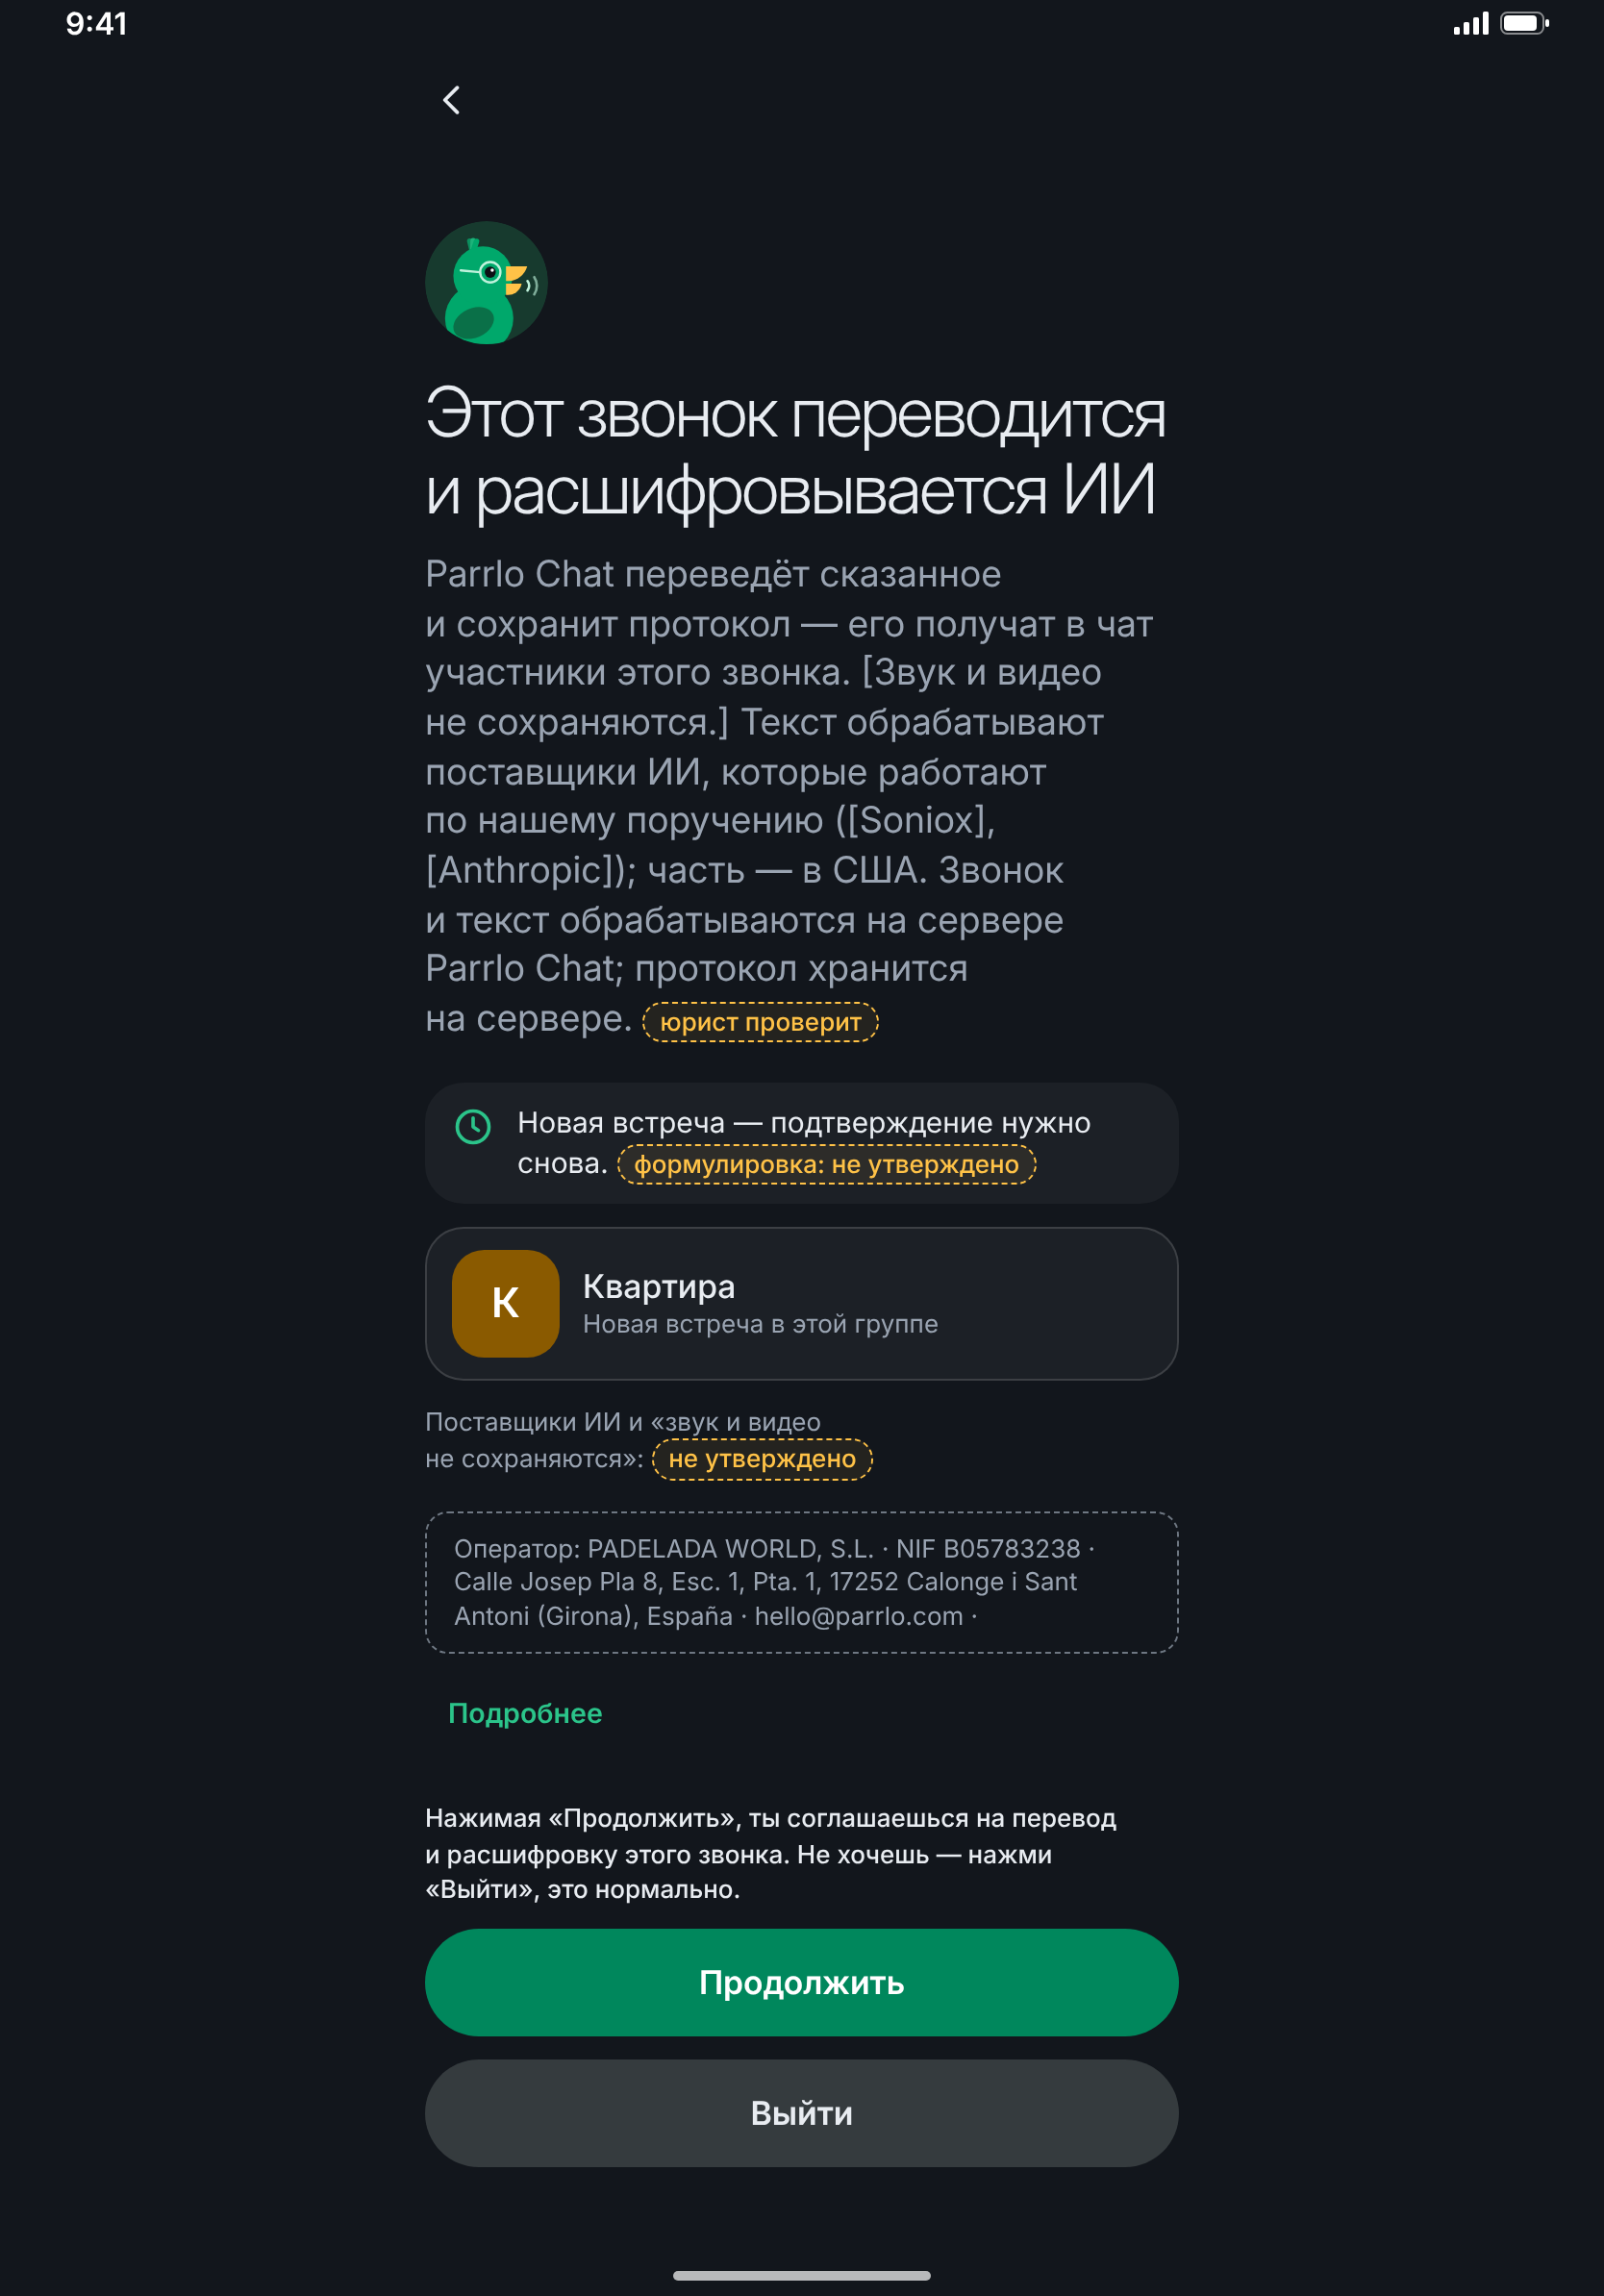 9:41
Этот звонок переводится
и расшифровывается ИИ
Parrlo Chat переведёт сказанное
и сохранит протокол — его получат в чат
участники этого звонка. [Звук и видео
не сохраняются.] Текст обрабатывают
поставщики ИИ, которые работают
по нашему поручению ([Soniox],
[Anthropic]); часть — в США. Звонок
и текст обрабатываются на сервере
Parrlo Chat; протокол хранится
на сервере. юрист проверит
Новая встреча — подтверждение нужно
снова. формулировка: не утверждено
К
Квартира
Новая встреча в этой группе
Поставщики ИИ и «звук и видео
не сохраняются»: не утверждено
Оператор: PADELADA WORLD, S.L. · NIF B05783238 ·
Calle Josep Pla 8, Esc. 1, Pta. 1, 17252 Calonge i Sant
Antoni (Girona), España · hello@parrlo.com ·
Подробнее
Нажимая «Продолжить», ты соглашаешься на перевод
и расшифровку этого звонка. Не хочешь — нажми
«Выйти», это нормально.
Продолжить
Выйти